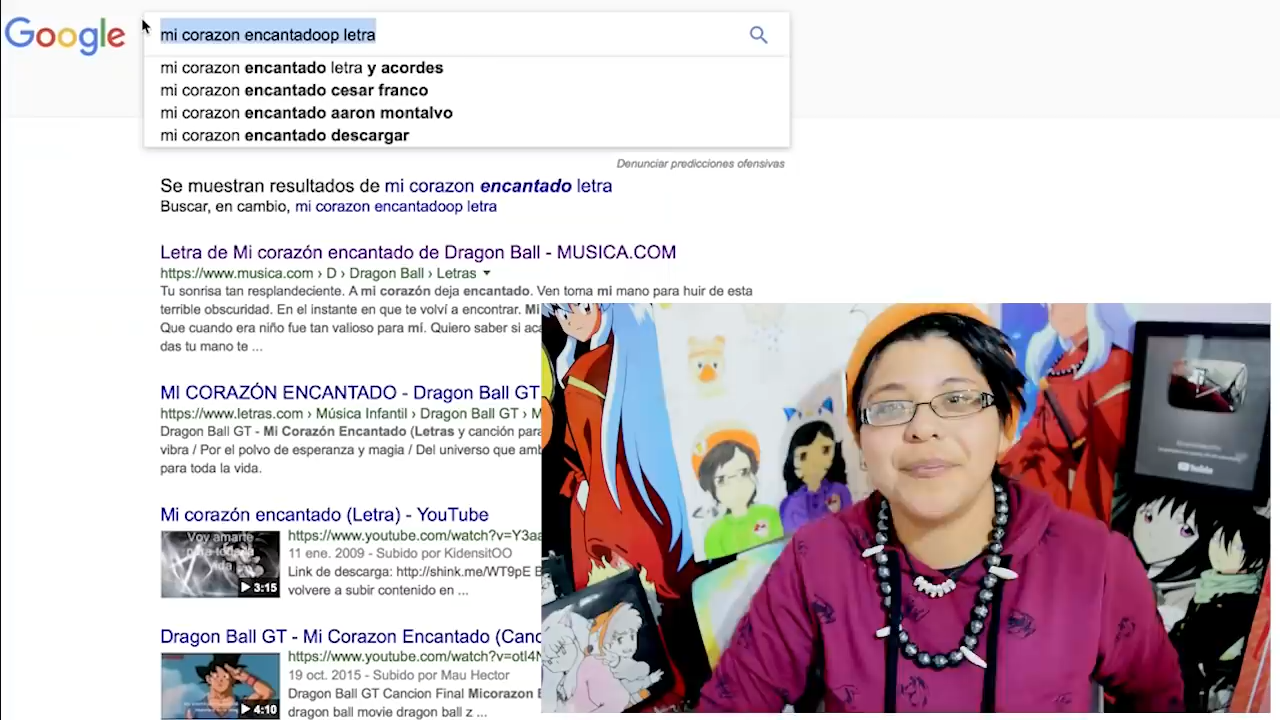 Google
mi corazon encantadoop letra
mi corazon encantado letra y acordes
mi corazon encantado cesar franco
mi corazon encantado aaron montalvo
mi corazon encantado descargar
Denunciar predicciones ofensivas
Se muestran resultados de mi corazon encantado letra
Buscar, en cambio, mi corazon encantadoop letra
Letra de Mi corazón encantado de Dragon Ball - MUSICA.COM
https://www.musica.com › D › Dragon Ball › Letras
Tu sonrisa tan resplandeciente. A mi corazón deja encantado. Ven toma mi mano para huir de esta
terrible obscuridad. En el instante en que te volví a encontrar. Mi
Que cuando era niño fue tan valioso para mí. Quiero saber si aca
das tu mano te ...
MI CORAZÓN ENCANTADO - Dragon Ball GT
https://www.letras.com › Música Infantil › Dragon Ball GT › M
Dragon Ball GT - Mi Corazón Encantado (Letras y canción para
vibra / Por el polvo de esperanza y magia / Del universo que amb
para toda la vida.
Mi corazón encantado (Letra) - YouTube
https://www.youtube.com/watch?v=Y3aa
11 ene. 2009 - Subido por KidensitOO
Link de descarga: http://shink.me/WT9pE B
volvere a subir contenido en ...
Voy amarte
para toda la
vida
3:15
Dragon Ball GT - Mi Corazon Encantado (Canc
https://www.youtube.com/watch?v=otl4N
19 oct. 2015 - Subido por Mau Hector
Dragon Ball GT Cancion Final Micorazon E
dragon ball movie dragon ball z ...
4:10
YouTube